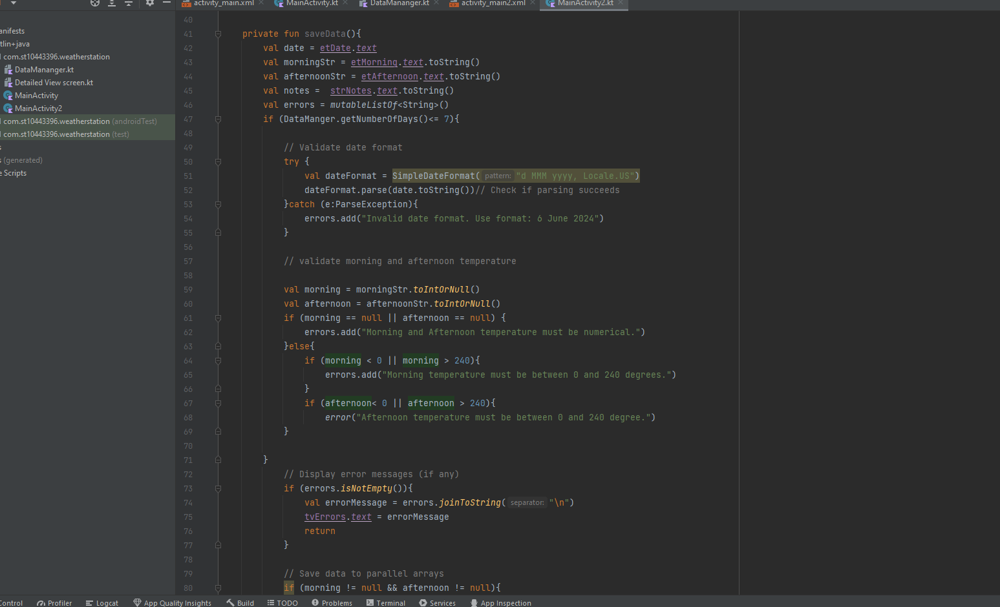 activity_main.xml
MainActivity.kt
DataMananger.kt
activity_main2.xml
MainActivity2.kt
anifests
tlin+java
com.st10443396.weatherstation
DataMananger.kt
Detailed View screen.kt
MainActivity
MainActivity2
com.st10443396.weatherstation (androidTest)
com.st10443396.weatherstation (test)
s
s (generated)
e Scripts
40
41 private fun saveData(){
42 val date = etDate.text
43 val morningStr = etMorning.text.toString()
44 val afternoonStr = etAfternoon.text.toString()
45 val notes =  strNotes.text.toString()
46 val errors = mutableListOf<String>()
47 if (DataManger.getNumberOfDays()<= 7){
48
49 // Validate date format
50 try {
51 val dateFormat = SimpleDateFormat( pattern: "d MMM yyyy, Locale.US")
52 dateFormat.parse(date.toString())// Check if parsing succeeds
53 }catch (e:ParseException){
54 errors.add("Invalid date format. Use format: 6 June 2024")
55 }
56
57 // validate morning and afternoon temperature
58
59 val morning = morningStr.toIntOrNull()
60 val afternoon = afternoonStr.toIntOrNull()
61 if (morning == null || afternoon == null) {
62 errors.add("Morning and Afternoon temperature must be numerical.")
63 }else{
64 if (morning < 0 || morning > 240){
65 errors.add("Morning temperature must be between 0 and 240 degrees.")
66 }
67 if (afternoon< 0 || afternoon > 240){
68 error("Afternoon temperature must be between 0 and 240 degree.")
69 }
70
71 }
72 // Display error messages (if any)
73 if (errors.isNotEmpty()){
74 val errorMessage = errors.joinToString( separator: "\n")
75 tvErrors.text = errorMessage
76 return
77 }
78
79 // Save data to parallel arrays
80 if (morning != null && afternoon != null){
Control
Profiler
Logcat
App Quality Insights
Build
TODO
Problems
Terminal
Services
App Inspection